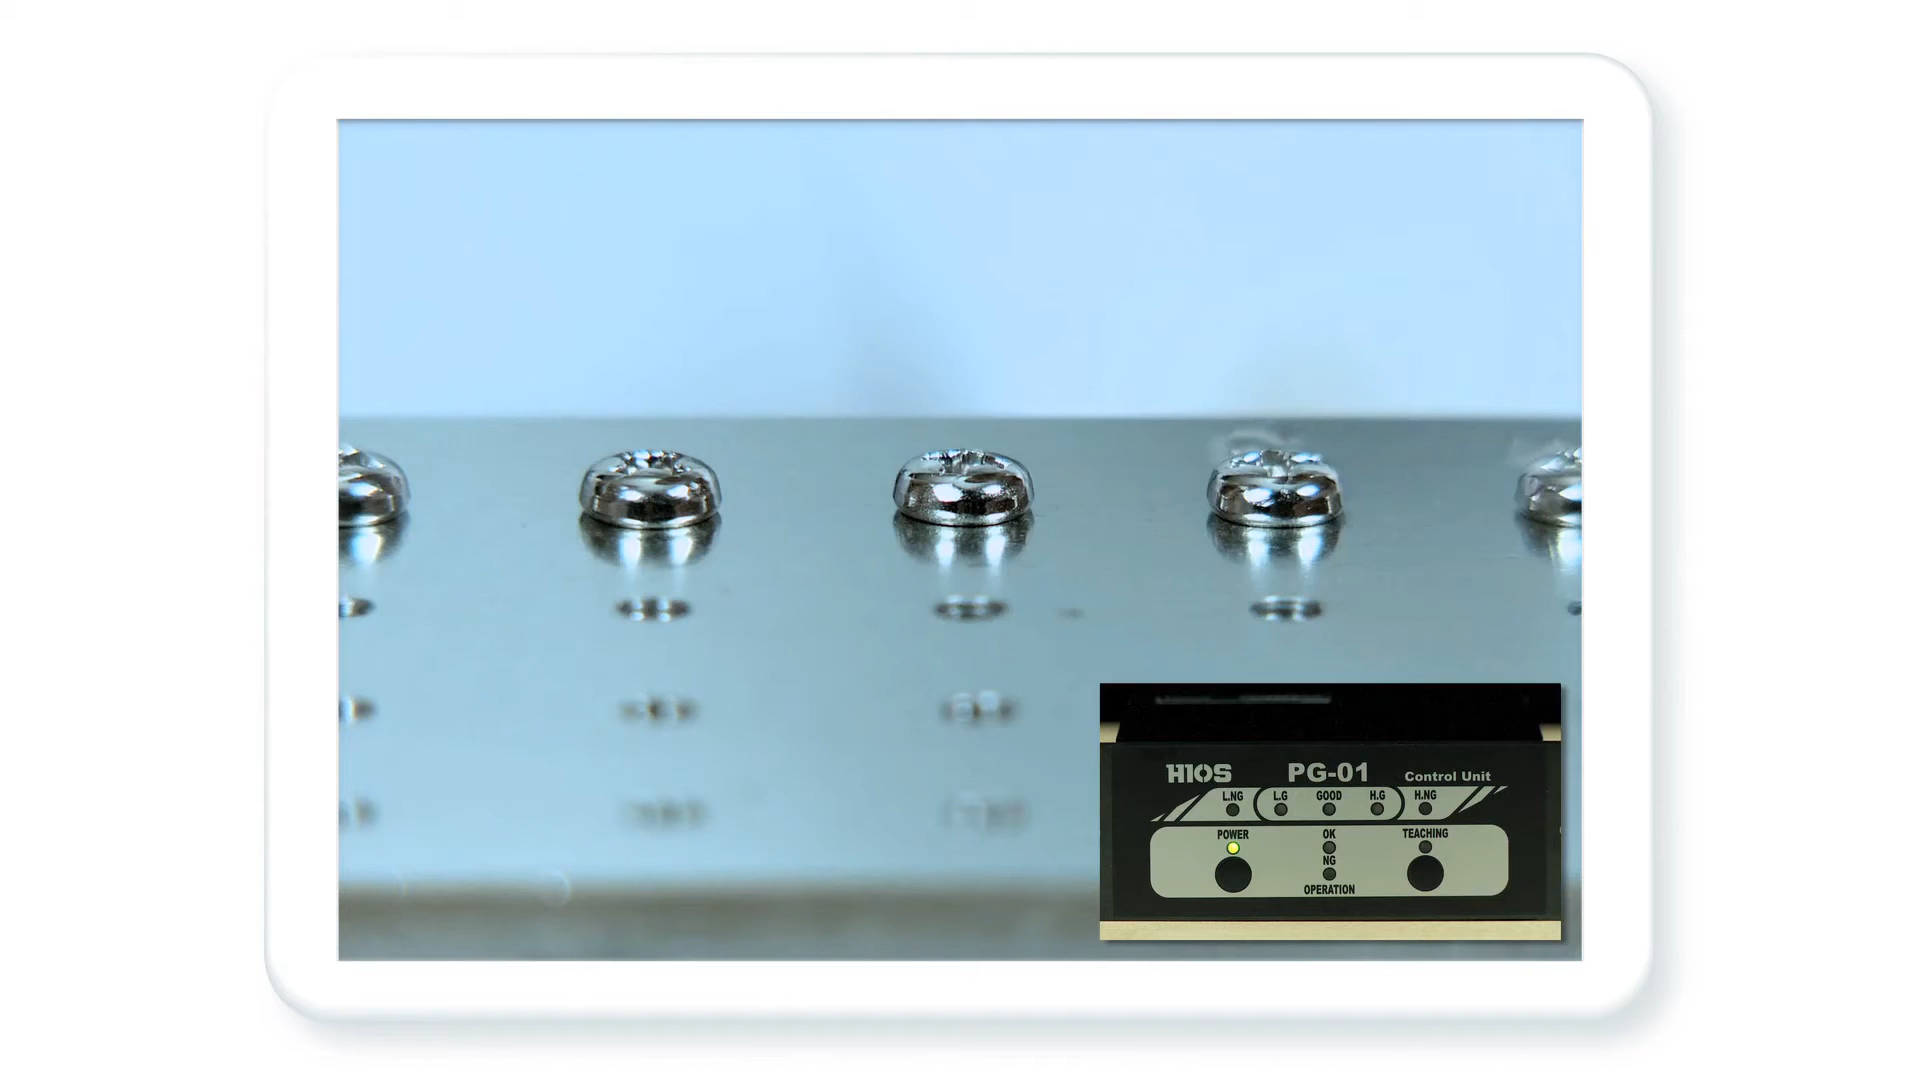 HIOS PG-01 Control Unit
L.NG L.G GOOD H.G H.NG
POWER OK TEACHING
NG
OPERATION